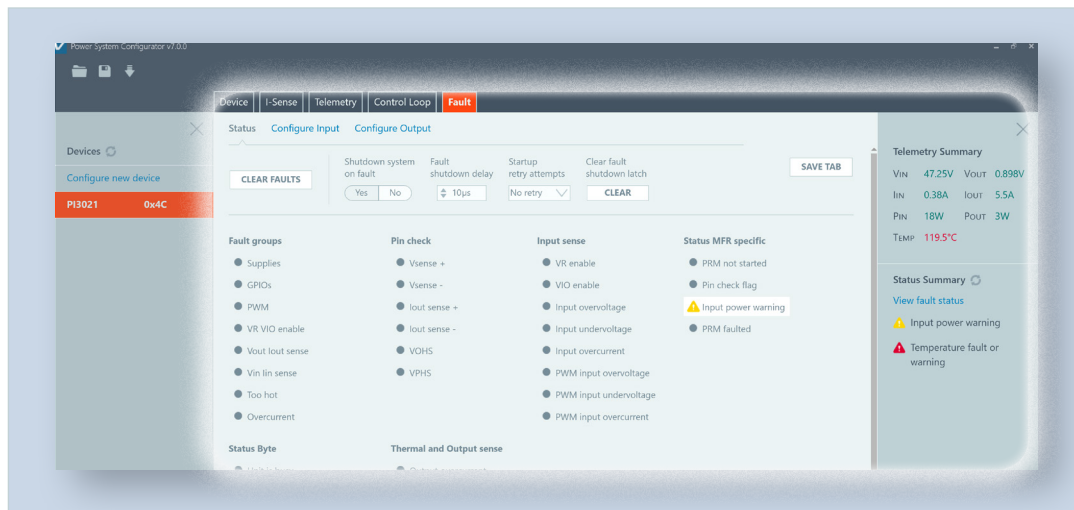 Power System Configurator v7.0.0
Device I-Sense Telemetry Control Loop Fault
Status Configure Input Configure Output
Devices
Configure new device
PI3021 0x4C
CLEAR FAULTS
Shutdown system on fault
Yes No
Fault shutdown delay
10μs
Startup retry attempts
No retry
Clear fault shutdown latch
CLEAR
SAVE TAB
Fault groups
Supplies
GPIOs
PWM
VR VIO enable
Vout Iout sense
Vin Iin sense
Too hot
Overcurrent
Pin check
Vsense +
Vsense -
Iout sense +
Iout sense -
VOHS
VPHS
Input sense
VR enable
VIO enable
Input overvoltage
Input undervoltage
Input overcurrent
PWM input overvoltage
PWM input undervoltage
PWM input overcurrent
Status MFR specific
PRM not started
Pin check flag
Input power warning
PRM faulted
Status Byte
Thermal and Output sense
Telemetry Summary
VIN 47.25V VOUT 0.898V
IIN 0.38A IOUT 5.5A
PIN 18W POUT 3W
TEMP 119.5°C
Status Summary
View fault status
Input power warning
Temperature fault or
warning